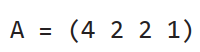 A = (4 2 2 1)